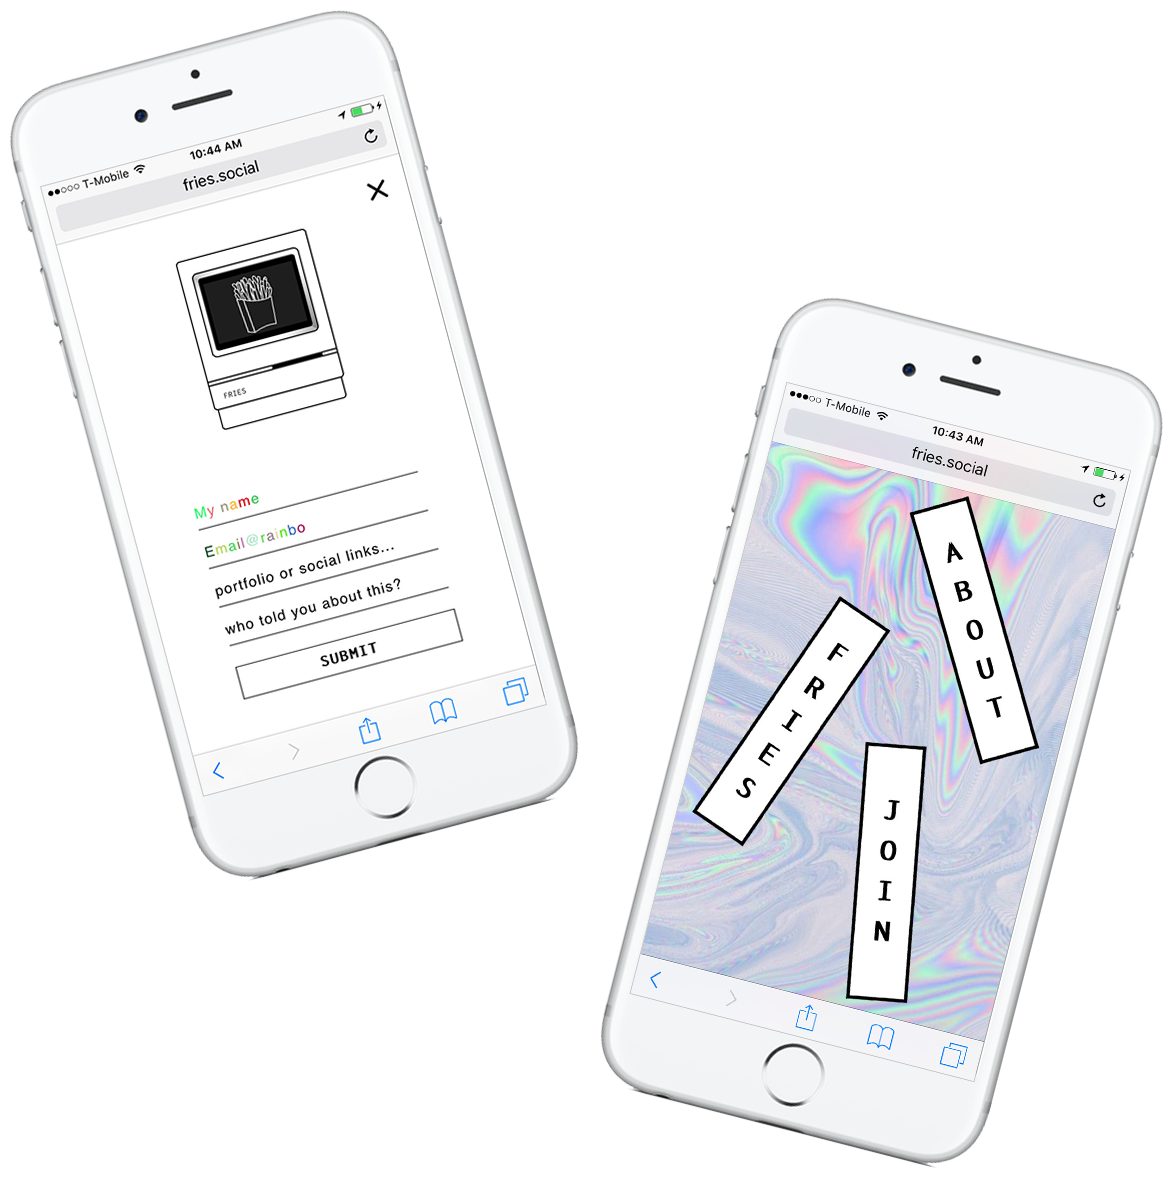 10:44 AM
T-Mobile
fries.social
FRIES
My name
Email@rainbo
portfolio or social links...
who told you about this?
SUBMIT
T-Mobile
10:43 AM
fries.social
ABOUT
FRIES
JOIN